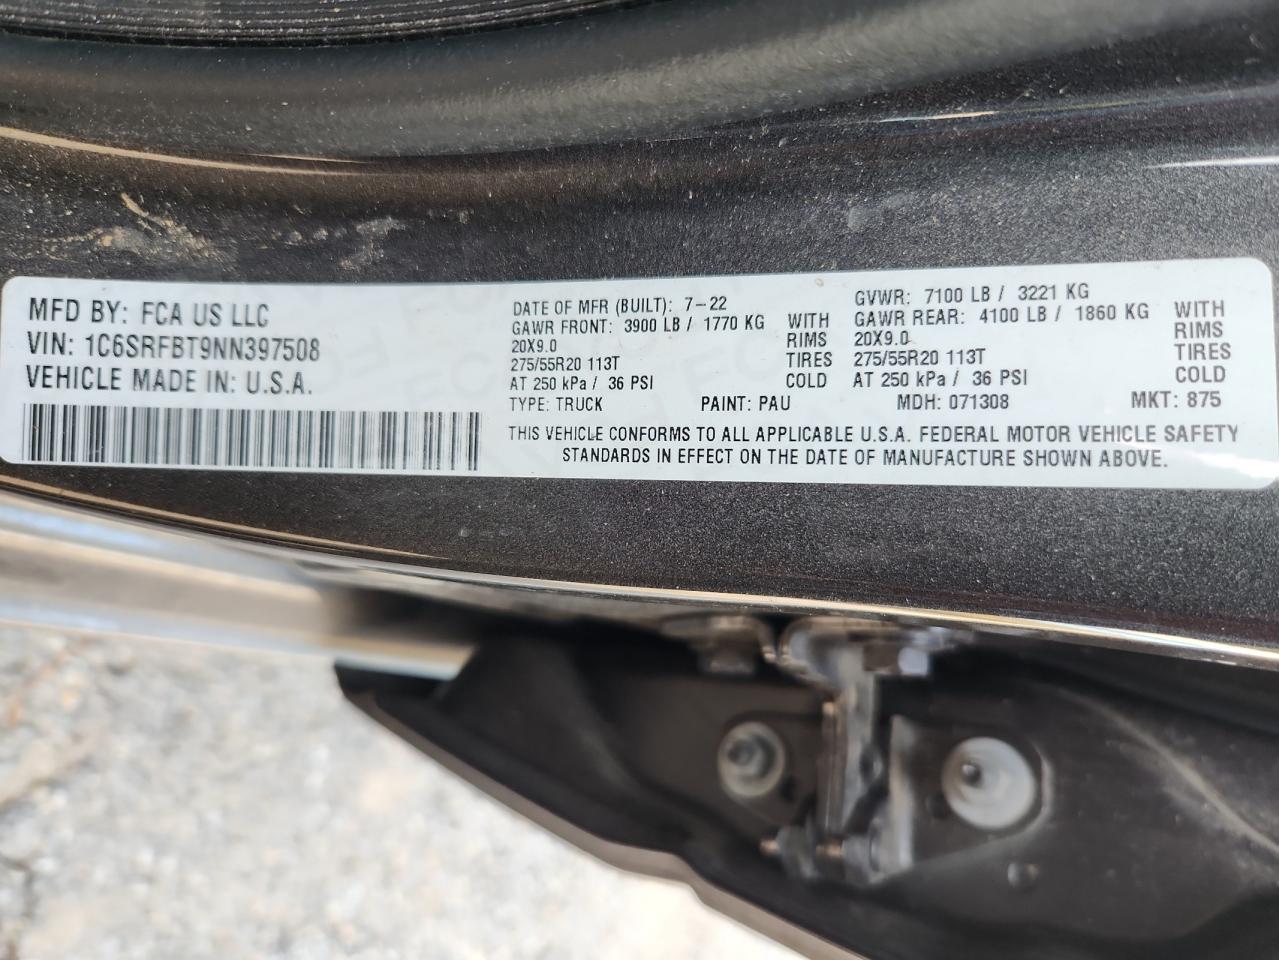 MFD BY: FCA US LLC
VIN: 1C6SRFBT9NN397508
VEHICLE MADE IN: U.S.A.
DATE OF MFR (BUILT): 7-22
GAWR FRONT: 3900 LB / 1770 KG WITH
20X9.0 RIMS
275/55R20 113T TIRES
AT 250 kPa / 36 PSI COLD
GVWR: 7100 LB / 3221 KG
GAWR REAR: 4100 LB / 1860 KG WITH
20X9.0 RIMS
275/55R20 113T TIRES
AT 250 kPa / 36 PSI COLD
TYPE: TRUCK PAINT: PAU MDH: 071308 MKT: 875
THIS VEHICLE CONFORMS TO ALL APPLICABLE U.S.A. FEDERAL MOTOR VEHICLE SAFETY
STANDARDS IN EFFECT ON THE DATE OF MANUFACTURE SHOWN ABOVE.